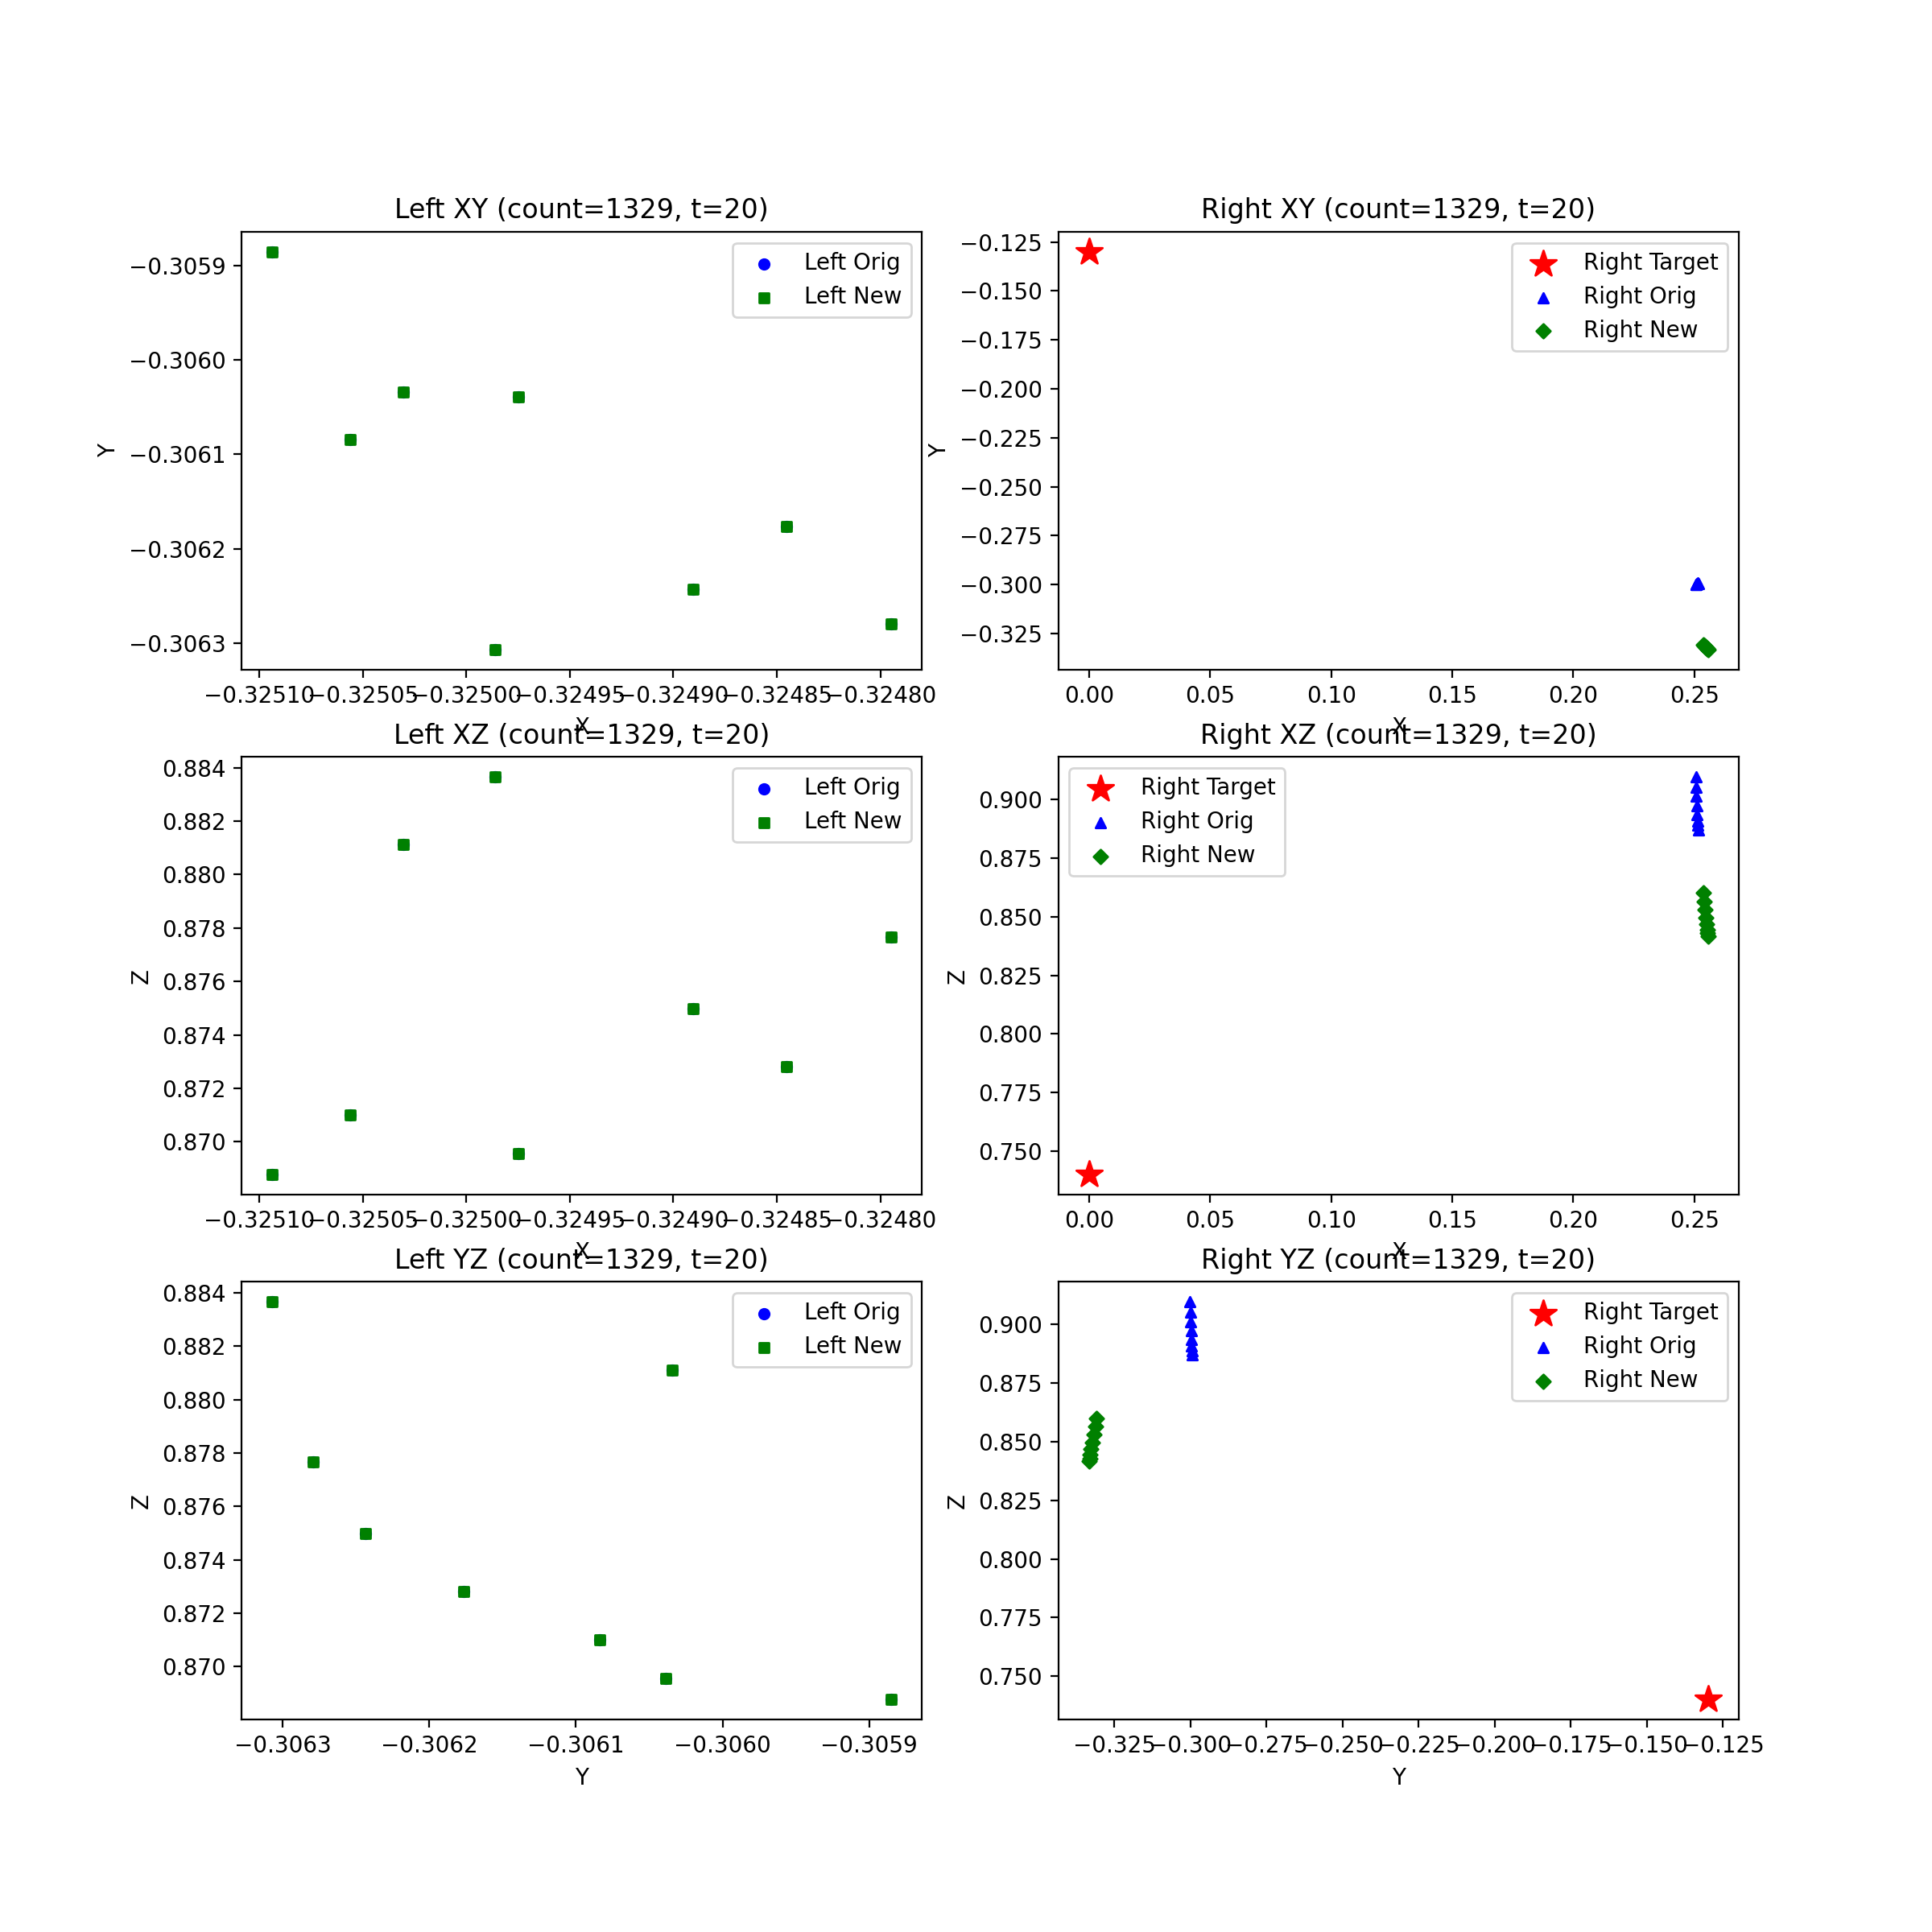 Left XY (count=1329, t=20)
Left Orig
Left New
−0.3059
−0.3060
−0.3061
−0.3062
−0.3063
Y
−0.32510 −0.32505 −0.32500 −0.32495 −0.32490 −0.32485 −0.32480
X
Right XY (count=1329, t=20)
Right Target
Right Orig
Right New
−0.125
−0.150
−0.175
−0.200
−0.225
−0.250
−0.275
−0.300
−0.325
Y
0.00 0.05 0.10 0.15 0.20 0.25
X
Left XZ (count=1329, t=20)
Left Orig
Left New
0.884
0.882
0.880
0.878
0.876
0.874
0.872
0.870
Z
−0.32510 −0.32505 −0.32500 −0.32495 −0.32490 −0.32485 −0.32480
X
Right XZ (count=1329, t=20)
Right Target
Right Orig
Right New
0.900
0.875
0.850
0.825
0.800
0.775
0.750
Z
0.00 0.05 0.10 0.15 0.20 0.25
X
Left YZ (count=1329, t=20)
Left Orig
Left New
0.884
0.882
0.880
0.878
0.876
0.874
0.872
0.870
Z
−0.3063 −0.3062 −0.3061 −0.3060 −0.3059
Y
Right YZ (count=1329, t=20)
Right Target
Right Orig
Right New
0.900
0.875
0.850
0.825
0.800
0.775
0.750
Z
−0.325 −0.300 −0.275 −0.250 −0.225 −0.200 −0.175 −0.150 −0.125
Y